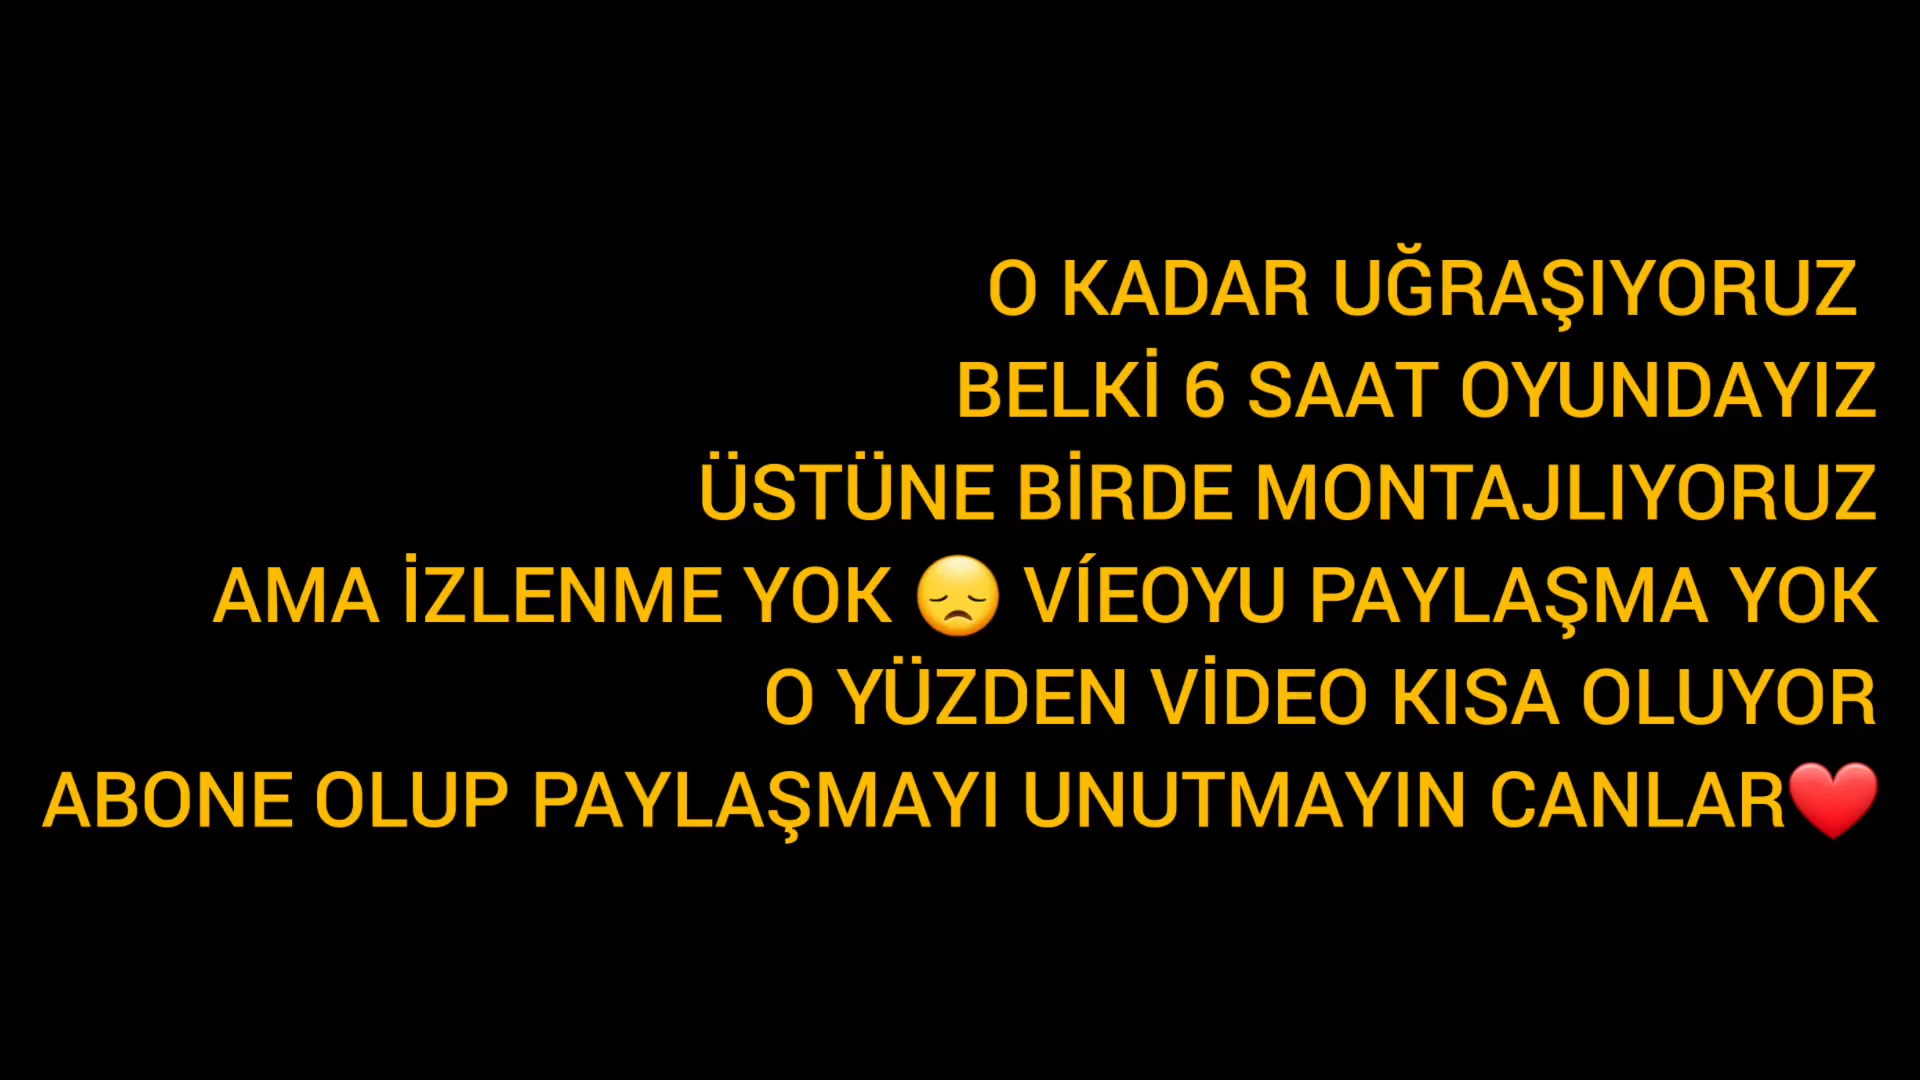 O KADAR UĞRAŞIYORUZ
BELKİ 6 SAAT OYUNDAYIZ
ÜSTÜNE BİRDE MONTAJLIYORUZ
AMA İZLENME YOK 😞 VÍEOYU PAYLAŞMA YOK
O YÜZDEN VİDEO KISA OLUYOR
ABONE OLUP PAYLAŞMAYI UNUTMAYIN CANLAR❤️